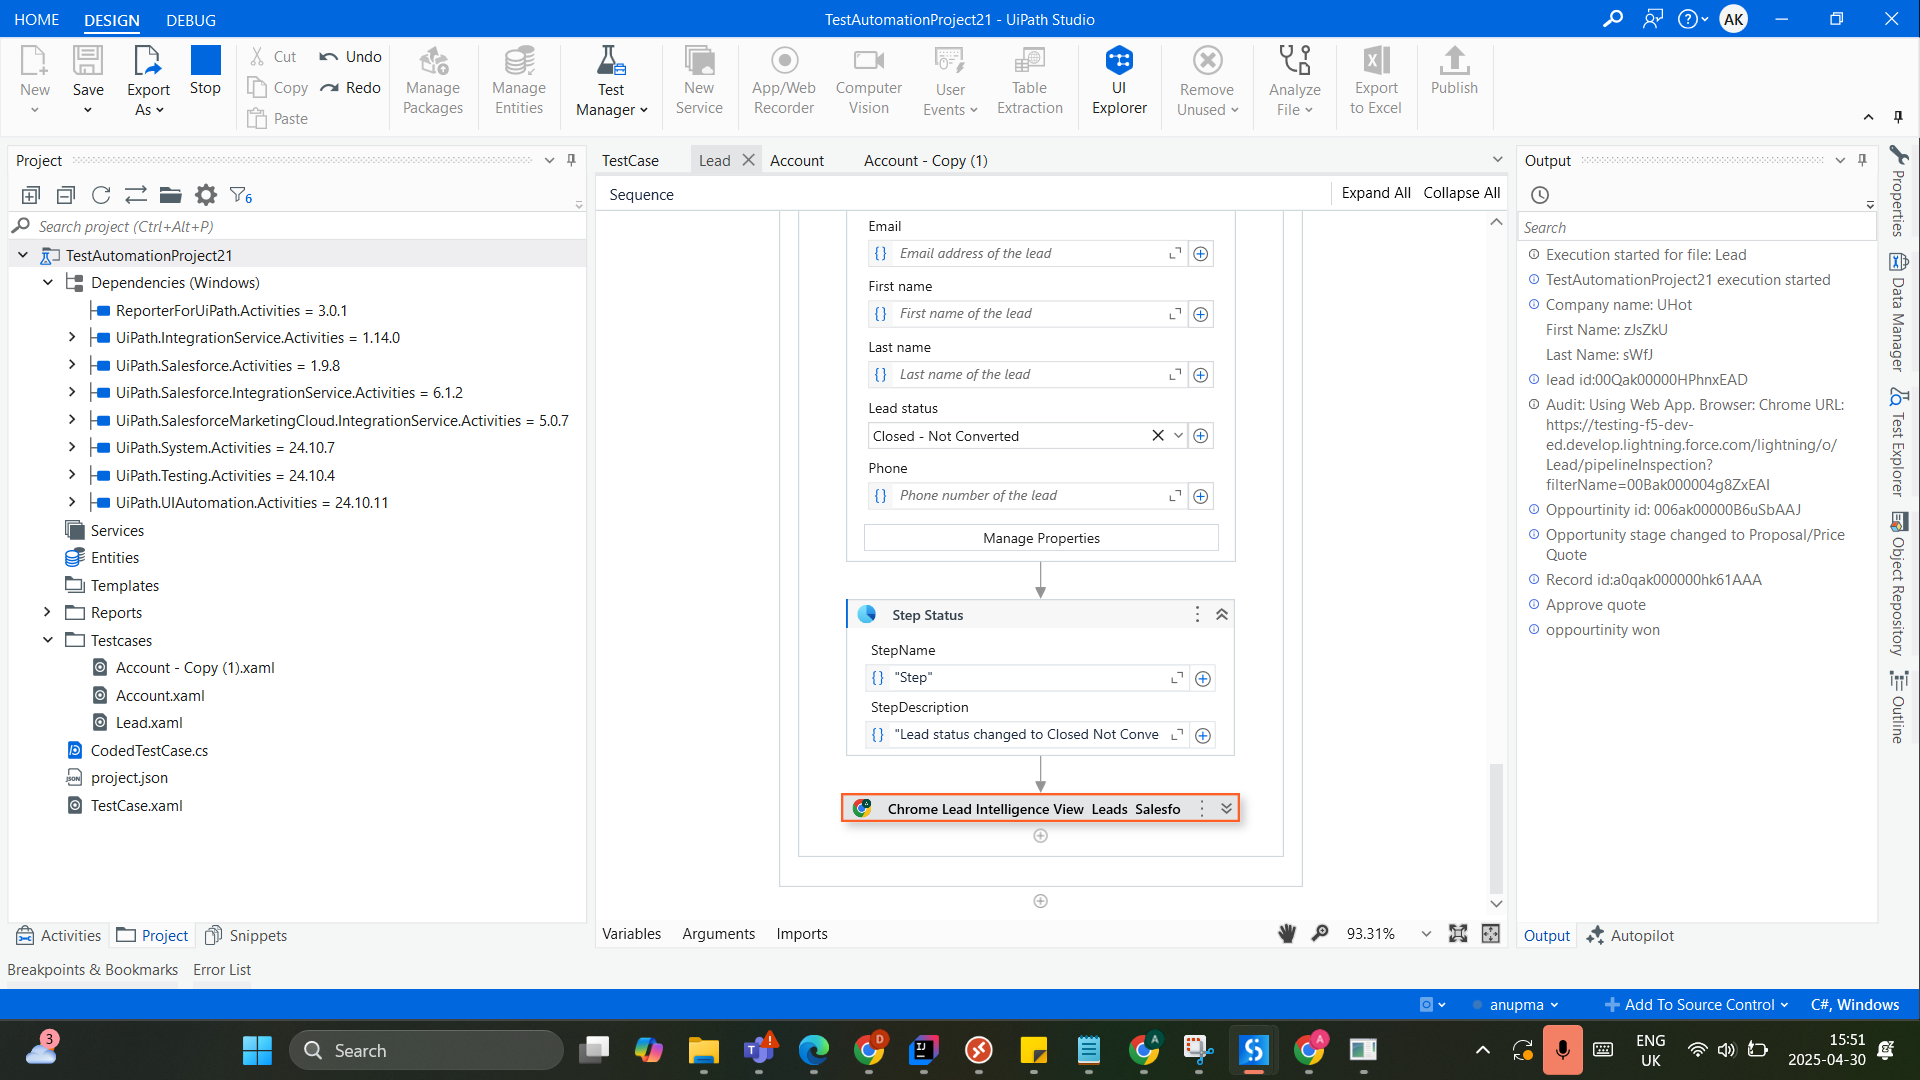 HOME DESIGN DEBUG
TestAutomationProject21 - UiPath Studio
AK
New
Save
Export As
Stop
Cut
Copy
Paste
Undo
Redo
Manage Packages
Manage Entities
Test Manager
New Service
App/Web Recorder
Computer Vision
User Events
Table Extraction
UI Explorer
Remove Unused
Analyze File
Export to Excel
Publish
Project
6
Search project (Ctrl+Alt+P)
TestAutomationProject21
Dependencies (Windows)
ReporterForUiPath.Activities = 3.0.1
UiPath.IntegrationService.Activities = 1.14.0
UiPath.Salesforce.Activities = 1.9.8
UiPath.Salesforce.IntegrationService.Activities = 6.1.2
UiPath.SalesforceMarketingCloud.IntegrationService.Activities = 5.0.7
UiPath.System.Activities = 24.10.7
UiPath.Testing.Activities = 24.10.4
UiPath.UIAutomation.Activities = 24.10.11
Services
Entities
Templates
Reports
Testcases
Account - Copy (1).xaml
Account.xaml
Lead.xaml
CodedTestCase.cs
JSON project.json
TestCase.xaml
Activities Project Snippets
Breakpoints & Bookmarks Error List
TestCase Lead Account Account - Copy (1)
Sequence Expand All Collapse All
Email
{} Email address of the lead
First name
{} First name of the lead
Last name
{} Last name of the lead
Lead status
Closed - Not Converted
Phone
{} Phone number of the lead
Manage Properties
Step Status
StepName
{} "Step"
StepDescription
{} "Lead status changed to Closed Not Conve
Chrome Lead Intelligence View Leads Salesfo
Variables Arguments Imports 93.31%
Output
Search
Execution started for file: Lead
TestAutomationProject21 execution started
Company name: UHot
First Name: zJsZkU
Last Name: sWfJ
lead id:00Qak00000HPhnxEAD
Audit: Using Web App. Browser: Chrome URL:
https://testing-f5-dev-
ed.develop.lightning.force.com/lightning/o/
Lead/pipelineInspection?
filterName=00Bak000004g8ZxEAI
Oppourtinity id: 006ak00000B6uSbAAJ
Opportunity stage changed to Proposal/Price
Quote
Record id:a0qak000000hk61AAA
Approve quote
oppourtinity won
Output Autopilot
Properties
Data Manager
Test Explorer
Object Repository
Outline
anupma Add To Source Control C#, Windows
3
Search
D
A
A
ENG
UK
15:51
2025-04-30